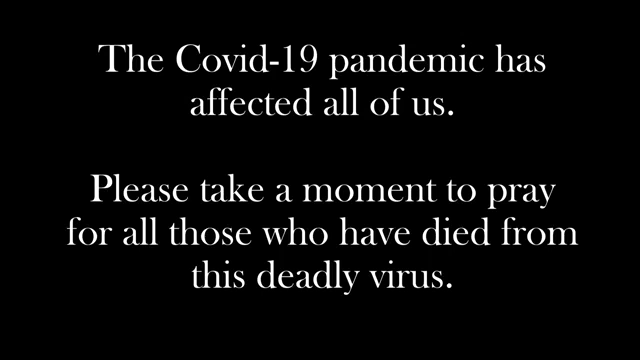 The Covid-19 pandemic has
affected all of us.
Please take a moment to pray
for all those who have died from
this deadly virus.